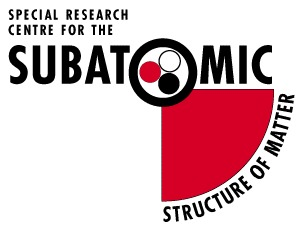 SPECIAL RESEARCH
CENTRE FOR THE
SUBATOMIC
STRUCTURE OF MATTER